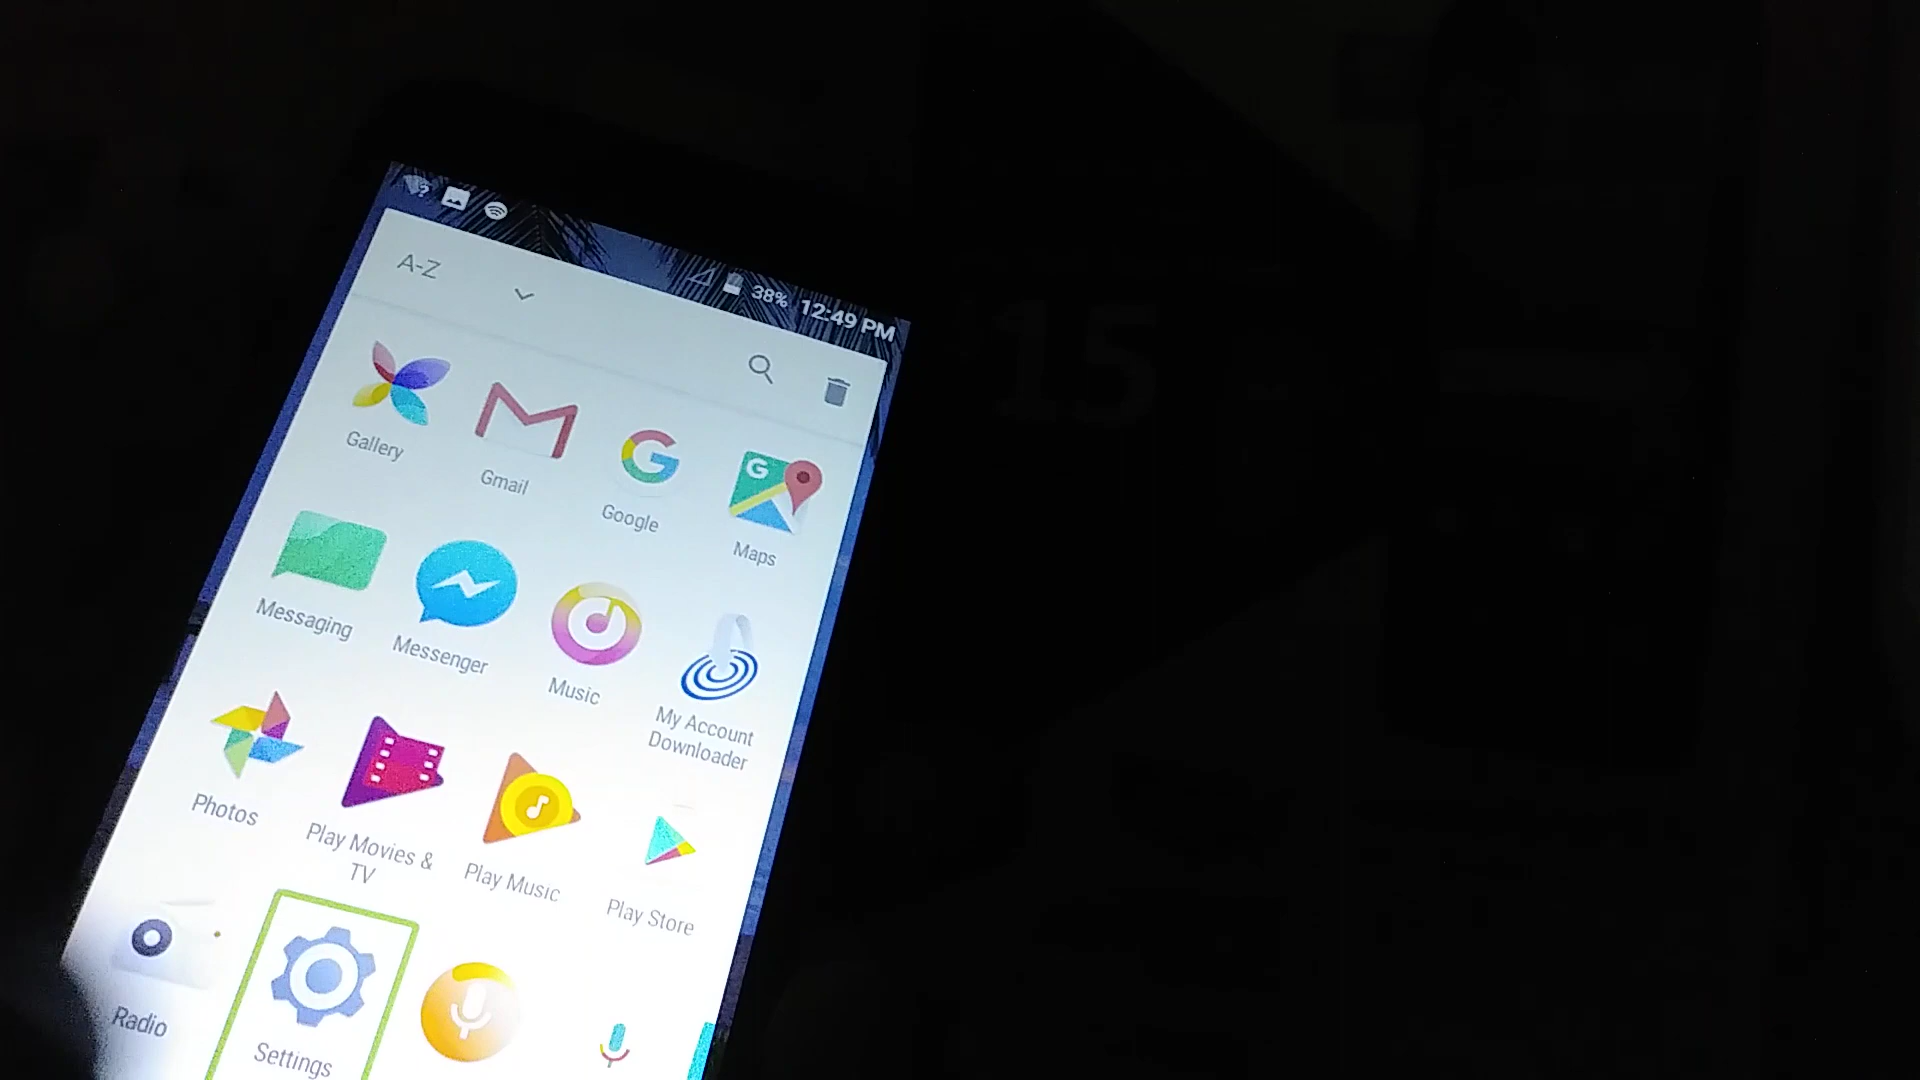 38% 12:49 PM
A-Z
Gallery
Gmail
Google
Maps
Messaging
Messenger
Music
My Account
Downloader
Photos
Play Movies &
TV
Play Music
Play Store
Radio
Settings
15